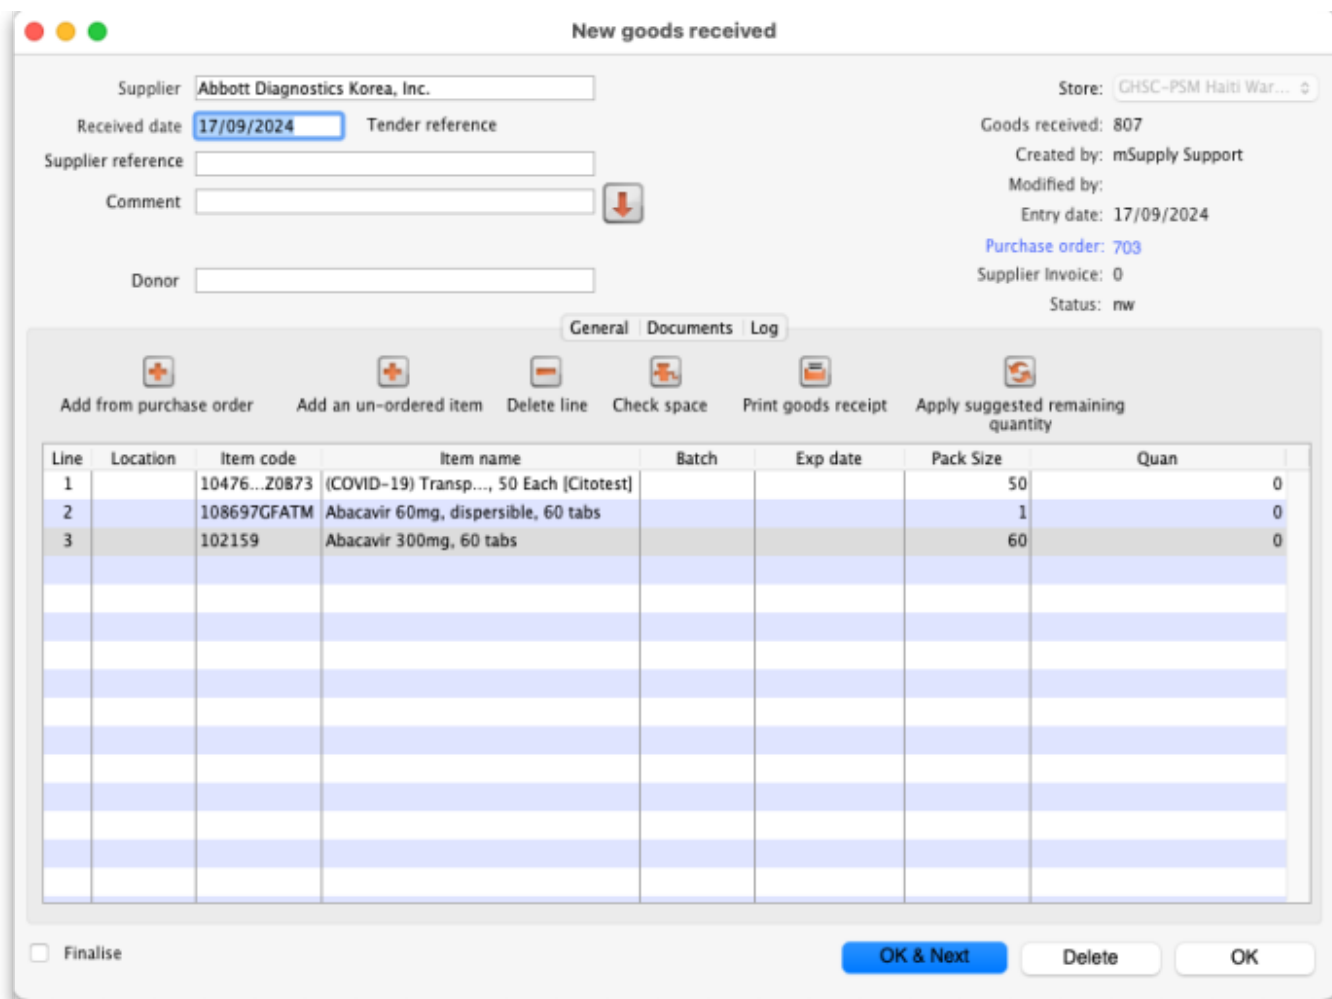 New goods received
Supplier Abbott Diagnostics Korea, Inc. Store: GHSC-PSM Haiti War...
Received date 17/09/2024 Tender reference Goods received: 807
Supplier reference Created by: mSupply Support
Modified by:
Comment Entry date: 17/09/2024
Purchase order: 703
Donor Supplier Invoice: 0
Status: nw
General Documents Log
Add from purchase order Add an un-ordered item Delete line Check space Print goods receipt Apply suggested remaining
quantity
Line Location Item code Item name Batch Exp date Pack Size Quan
1 10476...Z0B73 (COVID-19) Transp..., 50 Each [Citotest] 50 0
2 108697GFATM Abacavir 60mg, dispersible, 60 tabs 1 0
3 102159 Abacavir 300mg, 60 tabs 60 0
Finalise OK & Next Delete OK